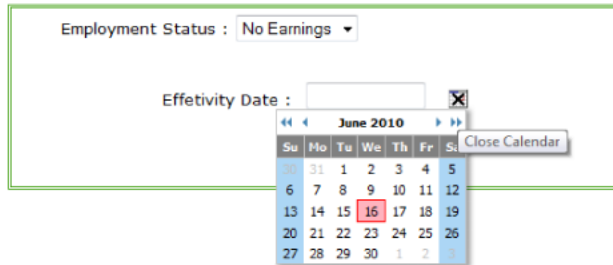 Employment Status : No Earnings
Effetivity Date :
June 2010
Close Calendar
Su Mo Tu We Th Fr Sa
30 31 1 2 3 4 5
6 7 8 9 10 11 12
13 14 15 16 17 18 19
20 21 22 23 24 25 26
27 28 29 30 1 2 3